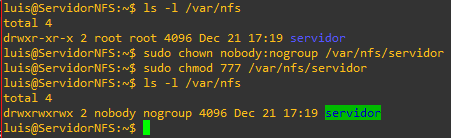 luis@ServidorNFS:~$ ls -l /var/nfs
total 4
drwxr-xr-x 2 root root 4096 Dec 21 17:19 servidor
luis@ServidorNFS:~$ sudo chown nobody:nogroup /var/nfs/servidor
luis@ServidorNFS:~$ sudo chmod 777 /var/nfs/servidor
luis@ServidorNFS:~$ ls -l /var/nfs
total 4
drwxrwxrwx 2 nobody nogroup 4096 Dec 21 17:19 servidor
luis@ServidorNFS:~$